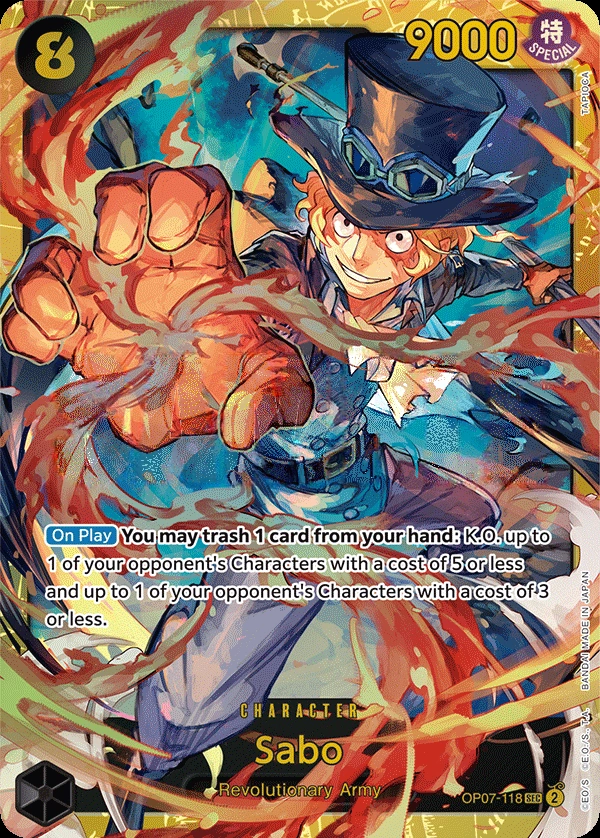 8
9000
特
SPECIAL
TAPIOCA
On Play You may trash 1 card from your hand: K.O. up to
1 of your opponent's Characters with a cost of 5 or less
and up to 1 of your opponent's Characters with a cost of 3
or less.
CHARACTER
Sabo
Revolutionary Army
OP07-118 SEC 2
©EO/S ©E.O./S., T.A. BANDAI MADE IN JAPAN